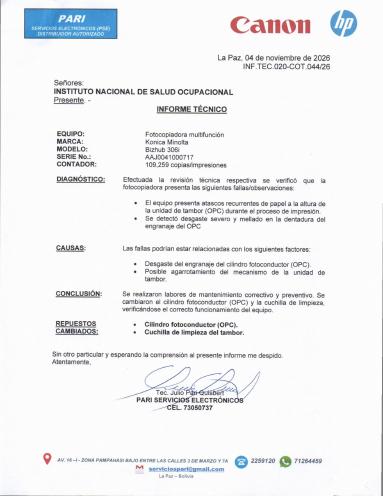 PARI
SERVICIOS ELECTRÓNICOS (PSE)
DISTRIBUIDOR AUTORIZADO
Canon
hp
La Paz, 04 de noviembre de 2026
INF.TEC.020-COT.044/26
Señores:
INSTITUTO NACIONAL DE SALUD OCUPACIONAL
Presente.-
INFORME TÉCNICO
EQUIPO: Fotocopiadora multifunción
MARCA: Konica Minolta
MODELO: Bizhub 306i
SERIE No.: AAJ0041000717
CONTADOR: 109,259 copias/impresiones
DIAGNÓSTICO: Efectuada la revisión técnica respectiva se verificó que la
fotocopiadora presenta las siguientes fallas/observaciones:
• El equipo presenta atascos recurrentes de papel a la altura de
la unidad de tambor (OPC) durante el proceso de impresión.
• Se detectó desgaste severo y mellado en la dentadura del
engranaje del OPC
CAUSAS: Las fallas podrían estar relacionadas con los siguientes factores:
• Desgaste del engranaje del cilindro fotoconductor (OPC).
• Posible agarrotamiento del mecanismo de la unidad de
tambor.
CONCLUSIÓN: Se realizaron labores de mantenimiento correctivo y preventivo. Se
cambiaron el cilindro fotoconductor (OPC) y la cuchilla de limpieza,
verificándose el correcto funcionamiento del equipo.
REPUESTOS • Cilindro fotoconductor (OPC).
CAMBIADOS: • Cuchilla de limpieza del tambor.
Sin otro particular y esperando la comprensión al presente informe me despido.
Atentamente,
Tec. Julio Pari Quisbert
PARI SERVICIOS ELECTRÓNICOS
CEL. 73050737
AV. 16 –I - ZONA PAMPAHASI BAJO ENTRE LAS CALLES 3 DE MARZO Y 7A 2259120 71264459
serviciospari@gmail.com
La Paz – Bolivia